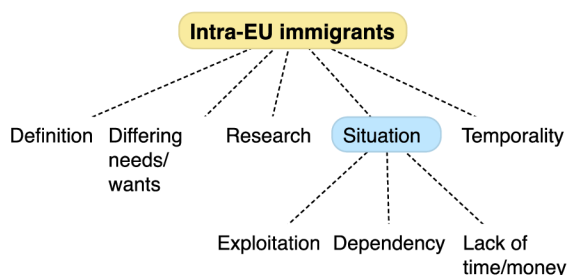 Intra-EU immigrants
Definition
Differing
needs/
wants
Research
Situation
Temporality
Exploitation
Dependency
Lack of
time/money